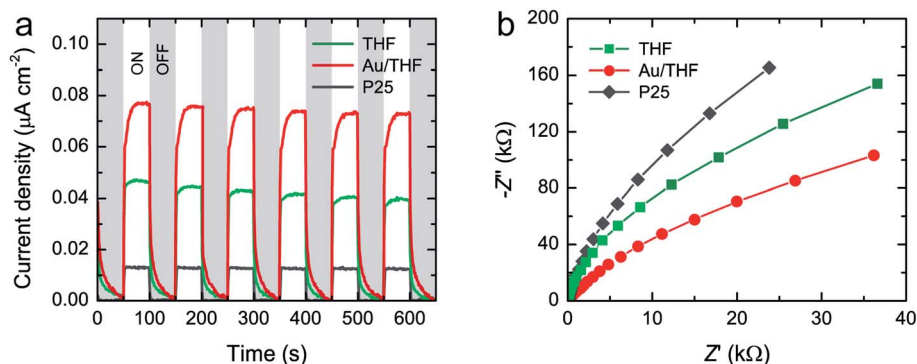 a
Current density (μA cm⁻²)
0.10
0.08
0.06
0.04
0.02
0.00
ON
OFF
THF
Au/THF
P25
0
100
200
300
400
500
600
Time (s)
b
-Z'' (kΩ)
200
160
120
80
40
0
THF
Au/THF
P25
0
10
20
30
40
Z' (kΩ)